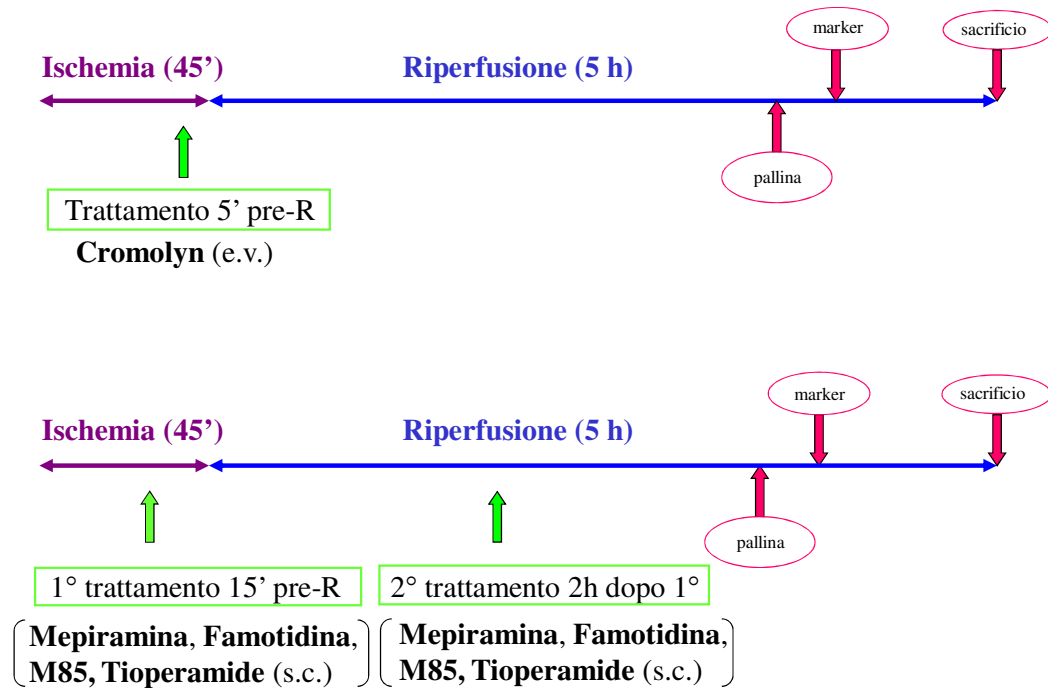 marker
sacrificio
Ischemia (45’)
Riperfusione (5 h)
pallina
Trattamento 5’ pre-R
Cromolyn (e.v.)
marker
sacrificio
Ischemia (45’)
Riperfusione (5 h)
pallina
1° trattamento 15’ pre-R
2° trattamento 2h dopo 1°
Mepiramina, Famotidina,
M85, Tioperamide (s.c.)
Mepiramina, Famotidina,
M85, Tioperamide (s.c.)